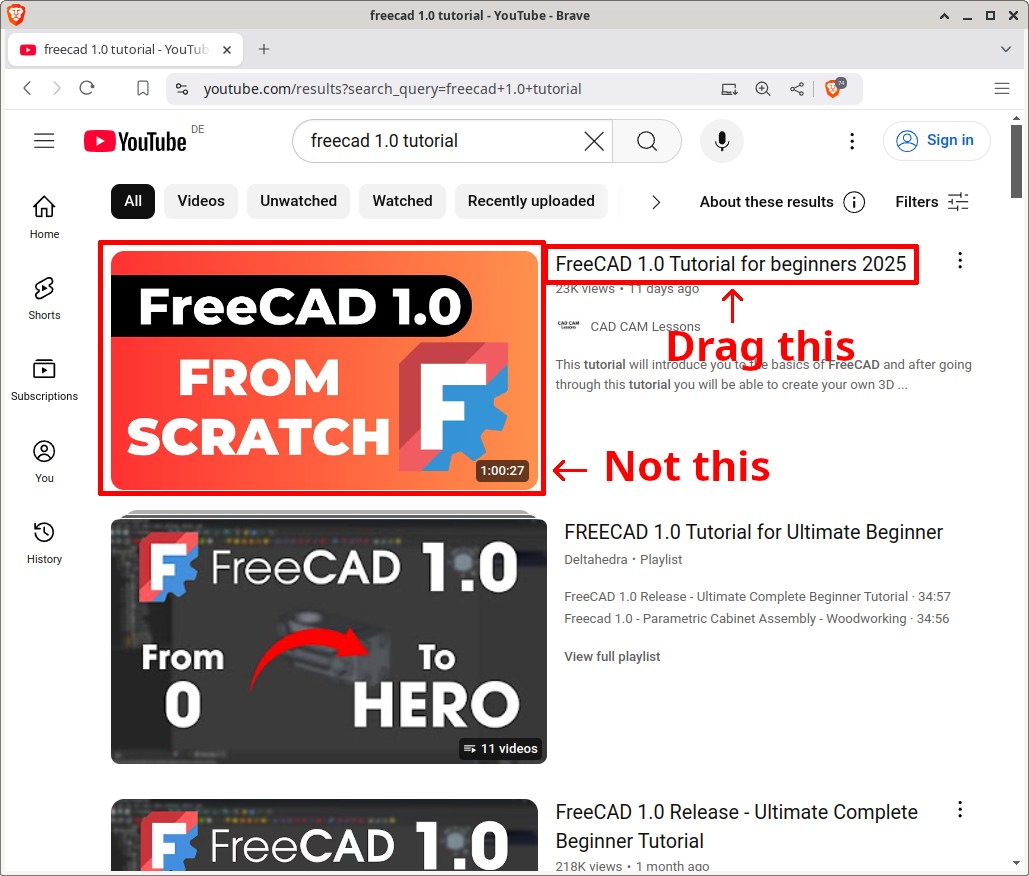 freecad 1.0 tutorial - YouTube - Brave
freecad 1.0 tutorial - YouTub
youtube.com/results?search_query=freecad+1.0+tutorial
74
YouTube DE
freecad 1.0 tutorial
Sign in
All Videos Unwatched Watched Recently uploaded
About these results Filters
Home
Shorts
Subscriptions
You
History
FreeCAD 1.0
FROM
SCRATCH
F
1:00:27
FreeCAD 1.0 Tutorial for beginners 2025
23K views • 11 days ago
CAD CAM Lessons
CAD CAM Lessons
Drag this
This tutorial will introduce you to the basics of FreeCAD and after going
through this tutorial you will be able to create your own 3D ...
Not this
F FreeCAD 1.0
From
0
To
HERO
11 videos
FREECAD 1.0 Tutorial for Ultimate Beginner
Deltahedra • Playlist
FREECAD 1.0 Release - Ultimate Complete Beginner Tutorial · 34:57
Freecad 1.0 - Parametric Cabinet Assembly - Woodworking · 34:56
View full playlist
F FreeCAD 1.0
FreeCAD 1.0 Release - Ultimate Complete
Beginner Tutorial
218K views • 1 month ago